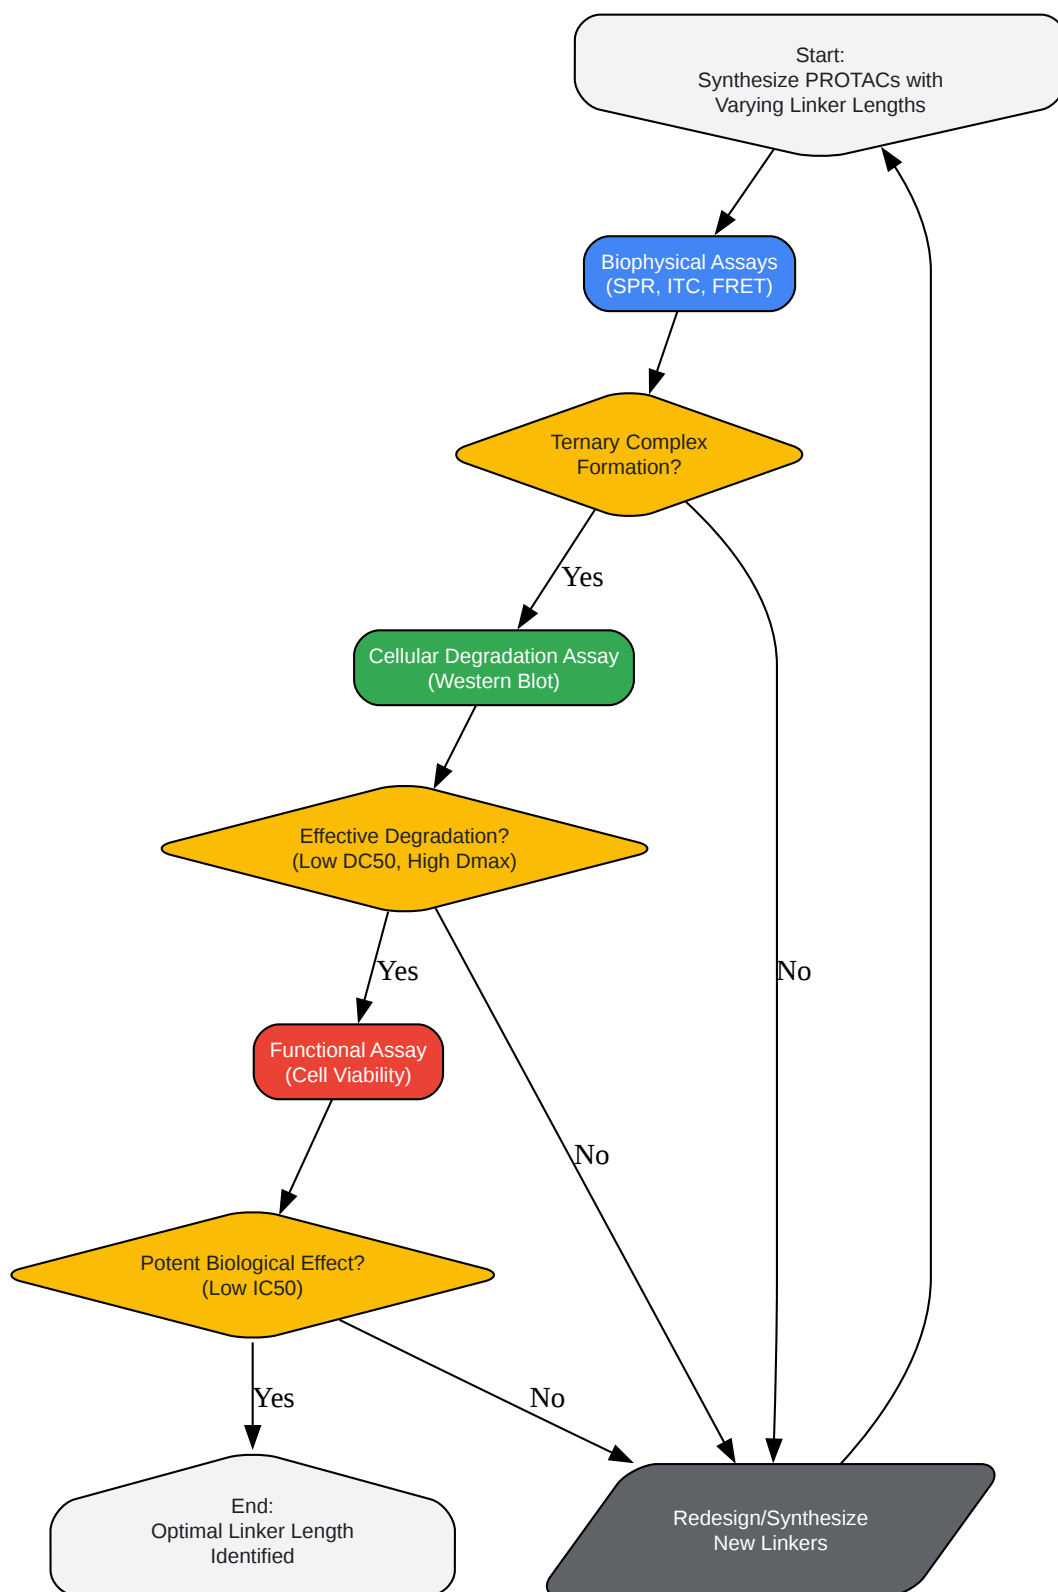 Start:
Synthesize PROTACs with
Varying Linker Lengths
Biophysical Assays
(SPR, ITC, FRET)
Ternary Complex
Formation?
Yes
Cellular Degradation Assay
(Western Blot)
Effective Degradation?
(Low DC50, High Dmax)
Yes
No
Functional Assay
(Cell Viability)
No
Potent Biological Effect?
(Low IC50)
Yes
No
End:
Optimal Linker Length
Identified
Redesign/Synthesize
New Linkers